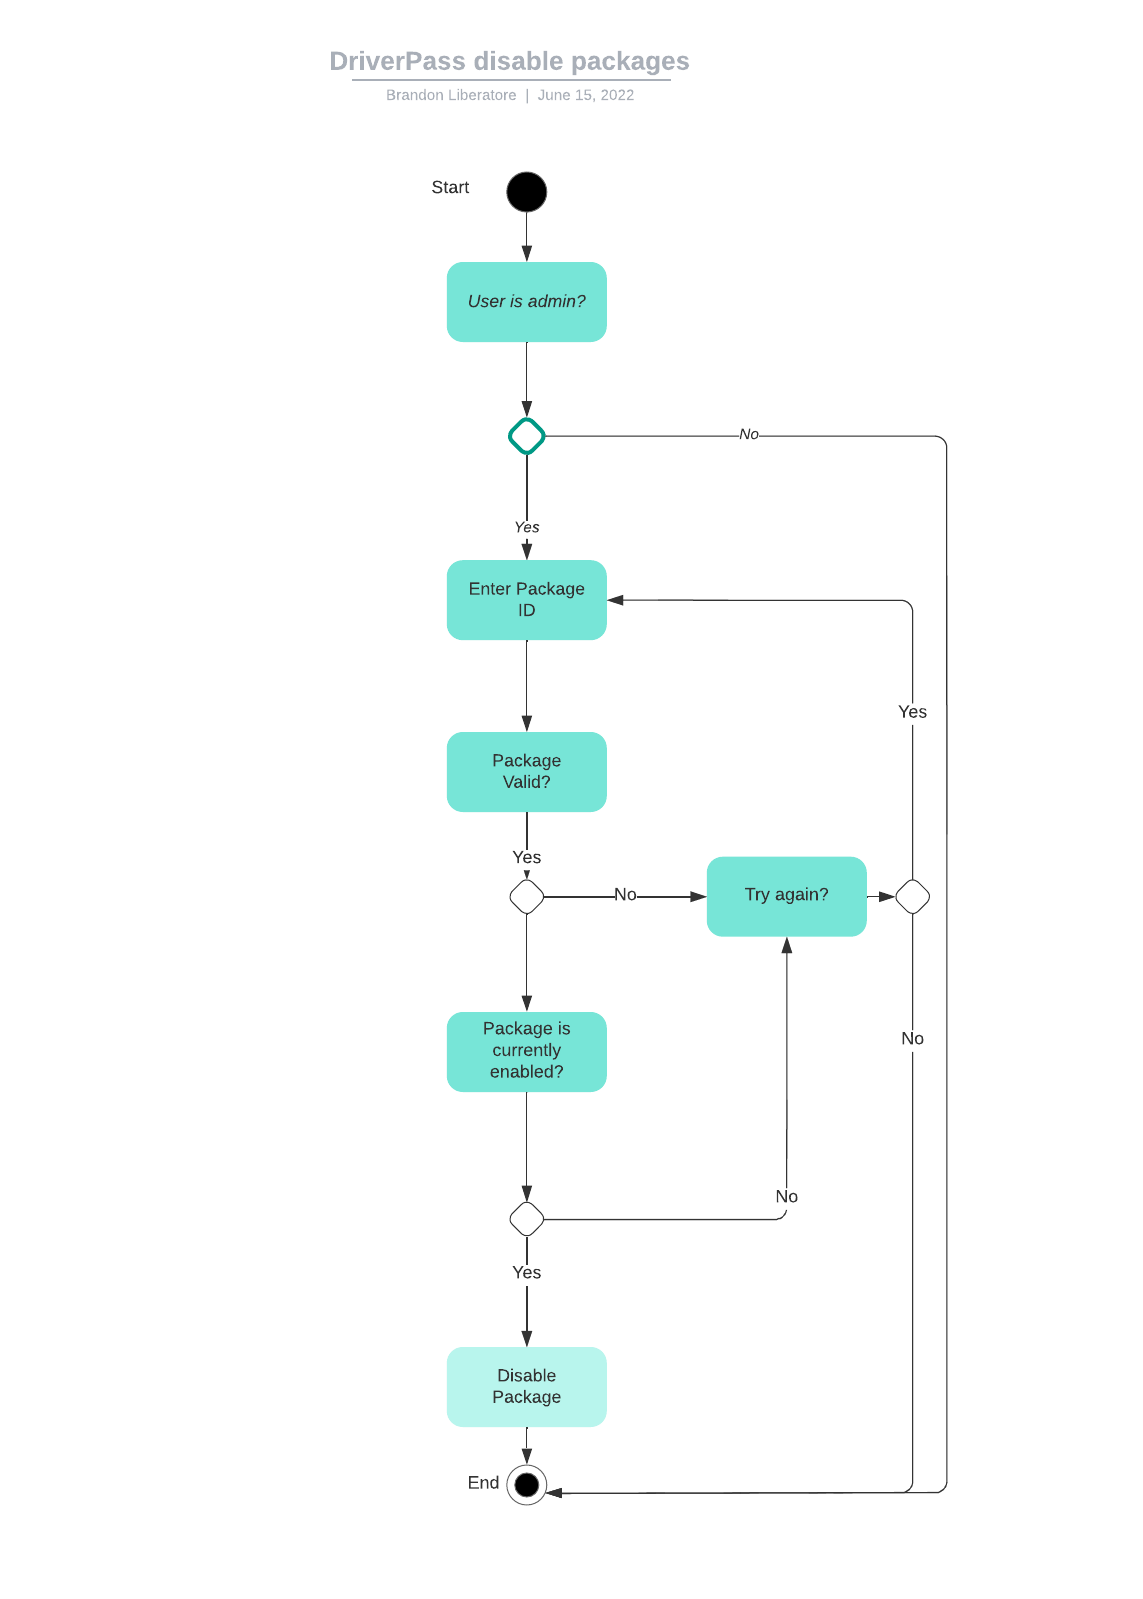 DriverPass disable packages
Brandon Liberatore | June 15, 2022
Start
User is admin?
No
Yes
Enter Package
ID
Yes
Package
Valid?
Yes
No
Try again?
Package is
currently
enabled?
No
No
Yes
Disable
Package
End